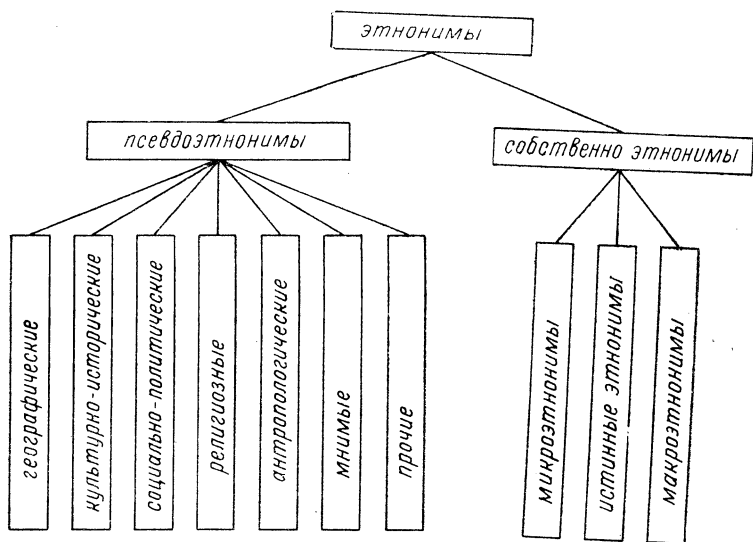 этнонимы
псевдоэтнонимы
собственно этнонимы
географические
культурно-исторические
социально-политические
религиозные
антропологические
мнимые
прочие
микроэтнонимы
истинные этнонимы
макроэтнонимы